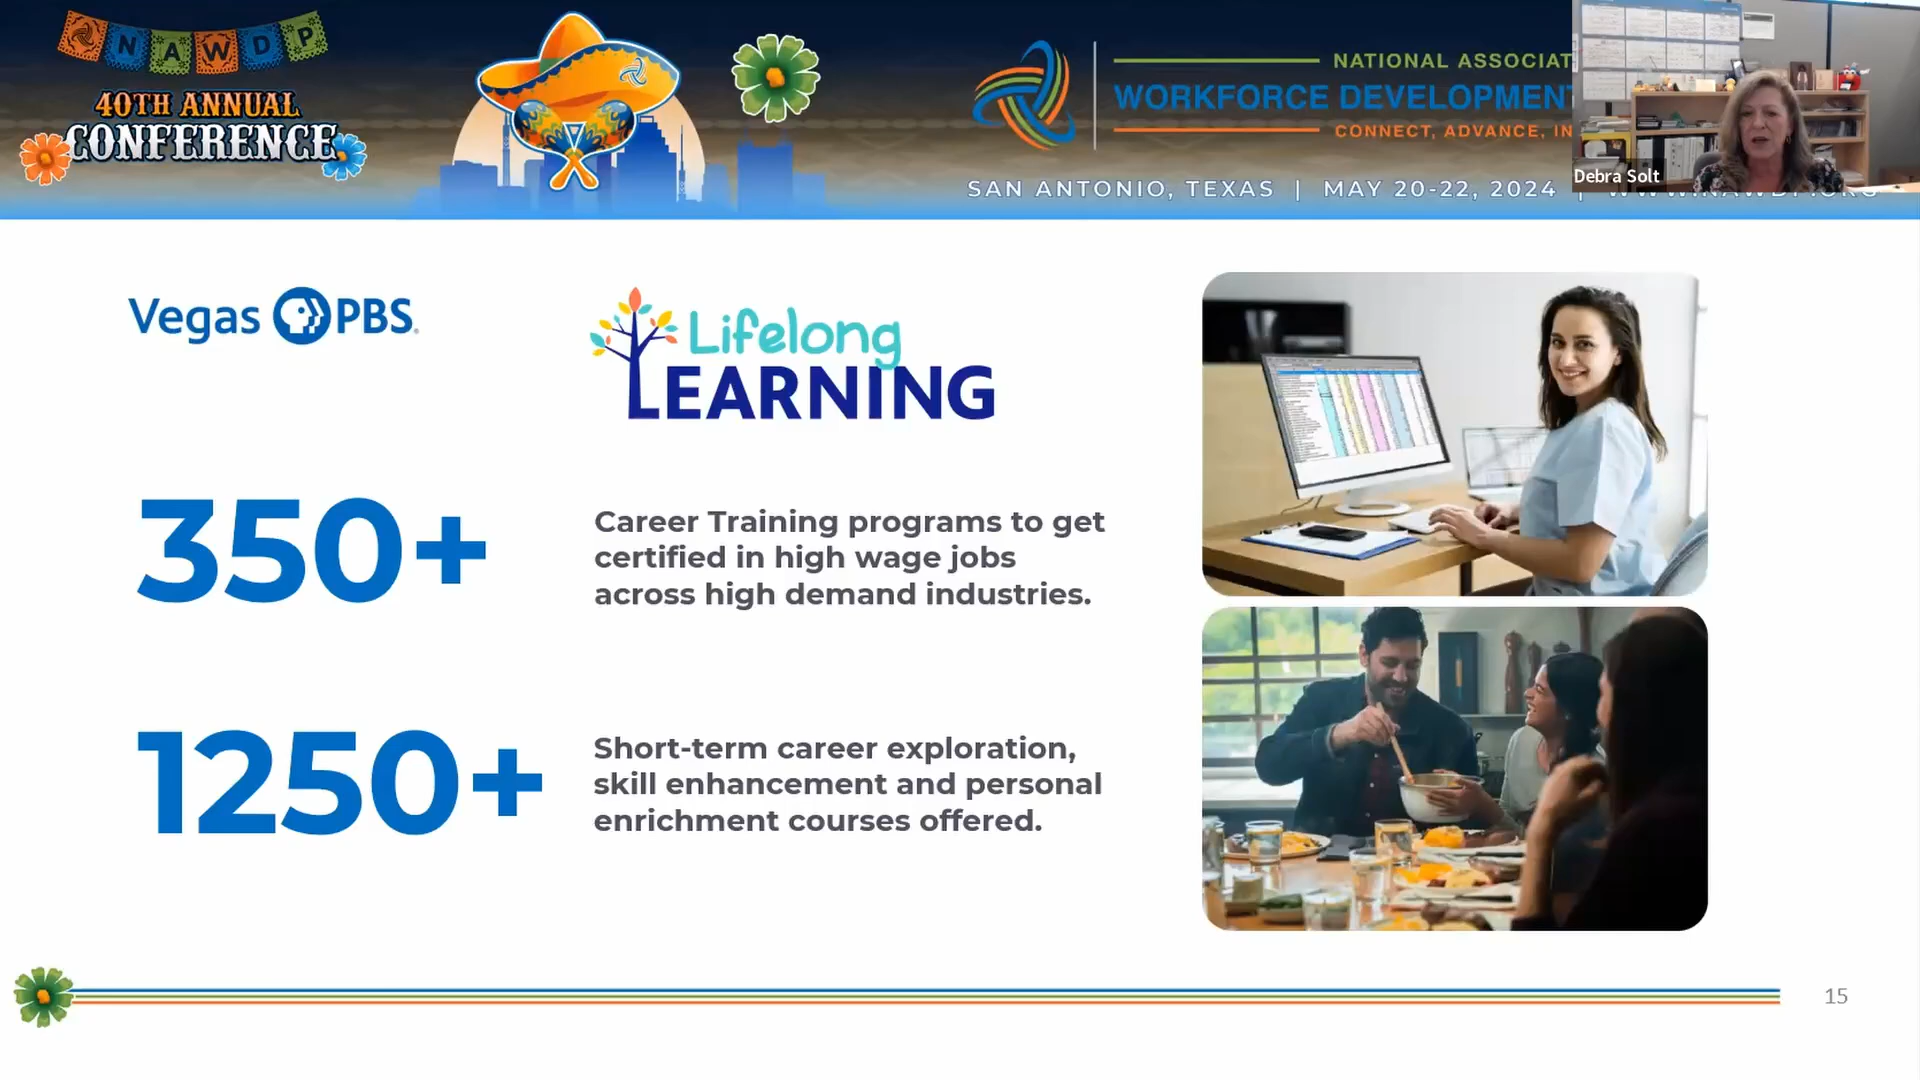 NAWDP
40TH ANNUAL
CONFERENCE
NATIONAL ASSOCIAT
WORKFORCE DEVELOPMENT
CONNECT, ADVANCE, IN
SAN ANTONIO, TEXAS | MAY 20-22, 2024 |
Debra Solt
Vegas PBS
Lifelong
LEARNING
350+
Career Training programs to get
certified in high wage jobs
across high demand industries.
1250+
Short-term career exploration,
skill enhancement and personal
enrichment courses offered.
15